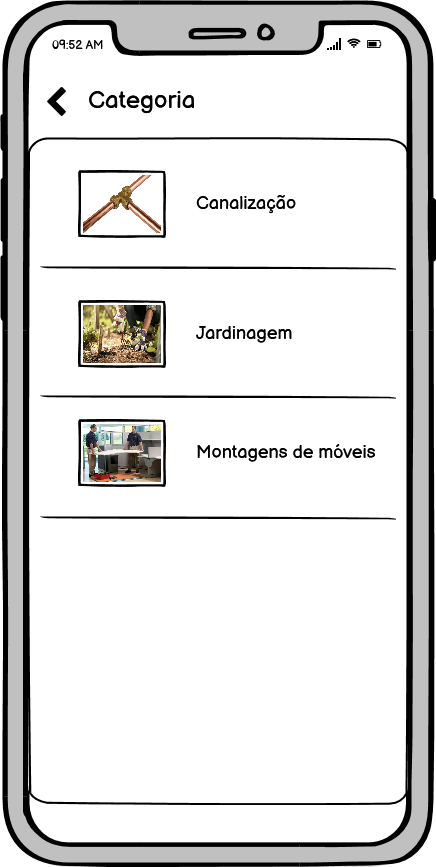 09:52 AM
Categoria
Canalização
Jardinagem
Montagens de móveis